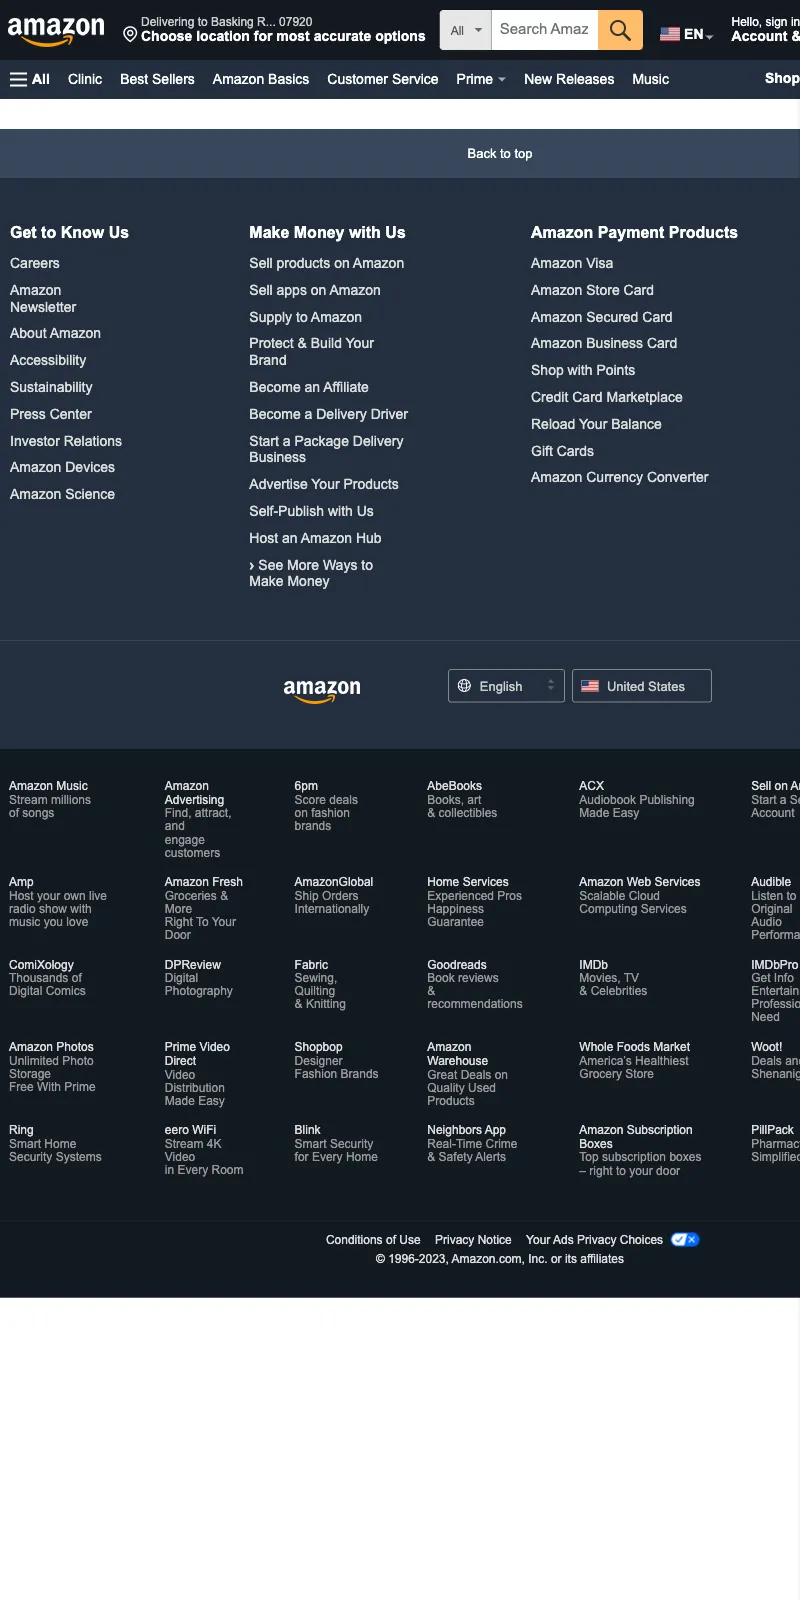 amazon
Delivering to Basking R... 07920
Choose location for most accurate options
All
Search Amaz
EN
Hello, sign in
Account &
All
Clinic
Best Sellers
Amazon Basics
Customer Service
Prime
New Releases
Music
Shop
Back to top
Get to Know Us
Careers
Amazon
Newsletter
About Amazon
Accessibility
Sustainability
Press Center
Investor Relations
Amazon Devices
Amazon Science
Make Money with Us
Sell products on Amazon
Sell apps on Amazon
Supply to Amazon
Protect & Build Your
Brand
Become an Affiliate
Become a Delivery Driver
Start a Package Delivery
Business
Advertise Your Products
Self-Publish with Us
Host an Amazon Hub
› See More Ways to
Make Money
Amazon Payment Products
Amazon Visa
Amazon Store Card
Amazon Secured Card
Amazon Business Card
Shop with Points
Credit Card Marketplace
Reload Your Balance
Gift Cards
Amazon Currency Converter
amazon
English
United States
Amazon Music
Stream millions
of songs
Amazon
Advertising
Find, attract,
and
engage
customers
6pm
Score deals
on fashion
brands
AbeBooks
Books, art
& collectibles
ACX
Audiobook Publishing
Made Easy
Sell on A
Start a Se
Account
Amp
Host your own live
radio show with
music you love
Amazon Fresh
Groceries &
More
Right To Your
Door
AmazonGlobal
Ship Orders
Internationally
Home Services
Experienced Pros
Happiness
Guarantee
Amazon Web Services
Scalable Cloud
Computing Services
Audible
Listen to
Original
Audio
Performa
ComiXology
Thousands of
Digital Comics
DPReview
Digital
Photography
Fabric
Sewing,
Quilting
& Knitting
Goodreads
Book reviews
&
recommendations
IMDb
Movies, TV
& Celebrities
IMDbPro
Get Info
Entertain
Professio
Need
Amazon Photos
Unlimited Photo
Storage
Free With Prime
Prime Video
Direct
Video
Distribution
Made Easy
Shopbop
Designer
Fashion Brands
Amazon
Warehouse
Great Deals on
Quality Used
Products
Whole Foods Market
America's Healthiest
Grocery Store
Woot!
Deals and
Shenanig
Ring
Smart Home
Security Systems
eero WiFi
Stream 4K
Video
in Every Room
Blink
Smart Security
for Every Home
Neighbors App
Real-Time Crime
& Safety Alerts
Amazon Subscription
Boxes
Top subscription boxes
– right to your door
PillPack
Pharmac
Simplified
Conditions of Use
Privacy Notice
Your Ads Privacy Choices
© 1996-2023, Amazon.com, Inc. or its affiliates